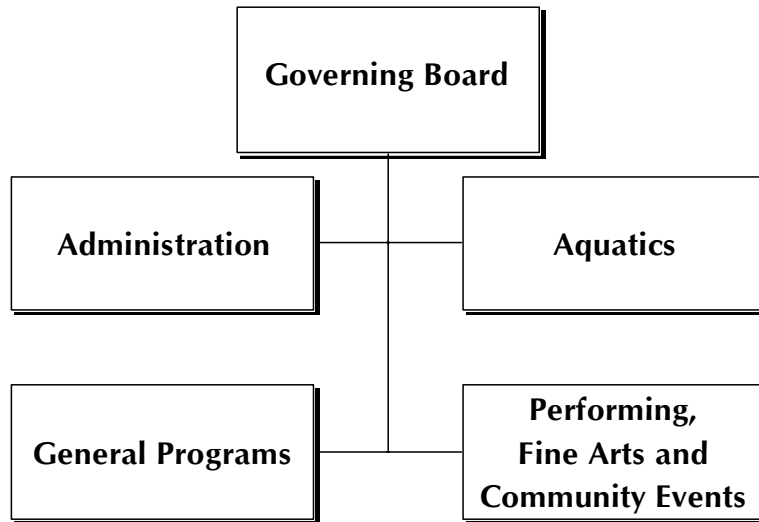 Governing Board
Administration
Aquatics
General Programs
Performing,
Fine Arts and
Community Events